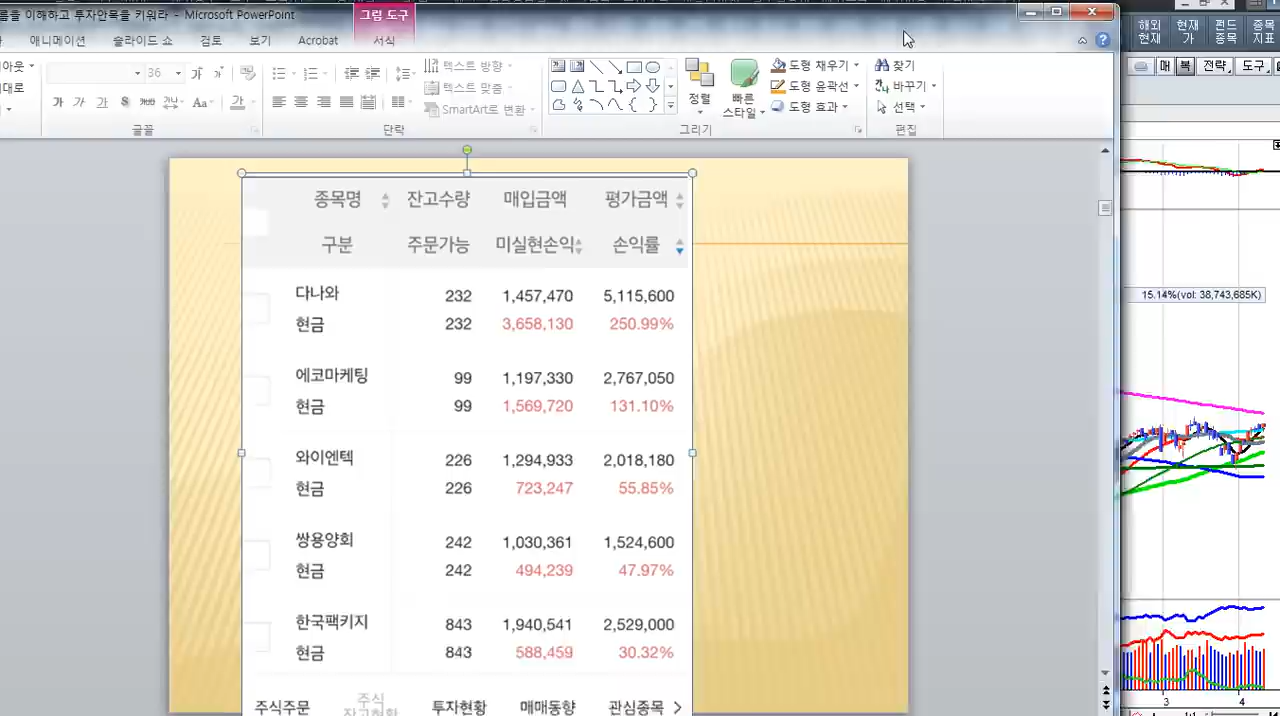 이해하고 투자안목을 키워라 - Microsoft PowerPoint
그림 도구
애니메이션 슬라이드 쇼 검토 보기 Acrobat 서식
아웃
36
텍스트 방향
텍스트 맞춤
SmartArt로 변환
정렬
빠른 스타일
도형 채우기
도형 윤곽선
도형 효과
찾기
바꾸기
선택
글꼴 단락 그리기 편집
해외 현재 현재가 펀드 종목 종목 지표
매 복 전략 도구
종목명 잔고수량 매입금액 평가금액
구분 주문가능 미실현손익 손익률
다나와 232 1,457,470 5,115,600
현금 232 3,658,130 250.99%
에코마케팅 99 1,197,330 2,767,050
현금 99 1,569,720 131.10%
와이엔텍 226 1,294,933 2,018,180
현금 226 723,247 55.85%
쌍용양회 242 1,030,361 1,524,600
현금 242 494,239 47.97%
한국팩키지 843 1,940,541 2,529,000
현금 843 588,459 30.32%
주식주문 주식잔고현황 투자현황 매매동향 관심종목
15.14%(vol: 38,743,685K)
3 4